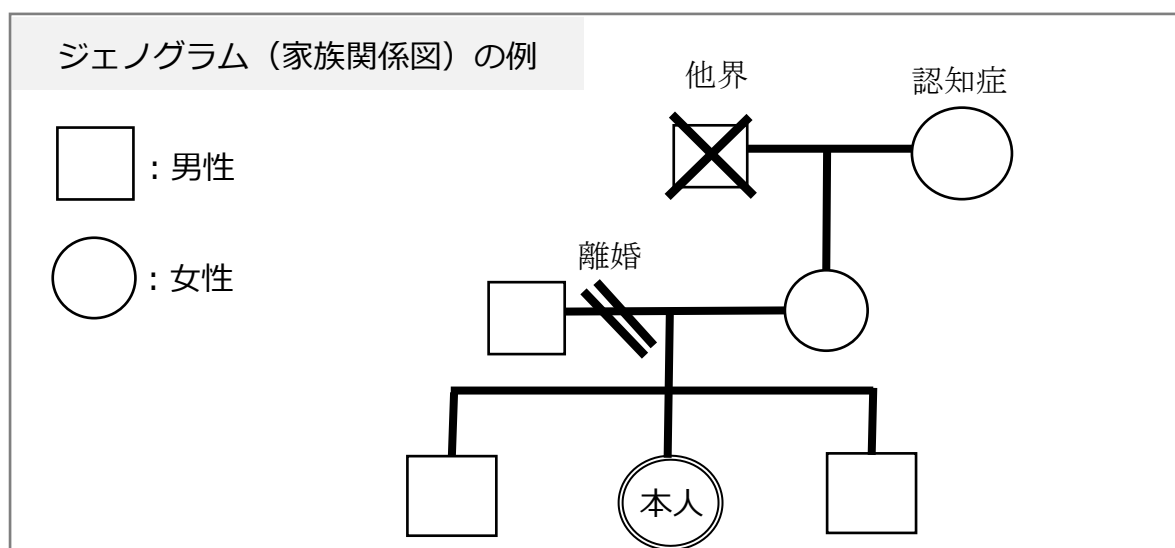 ジェノグラム（家族関係図）の例
他界
認知症
：男性
離婚
：女性
本人